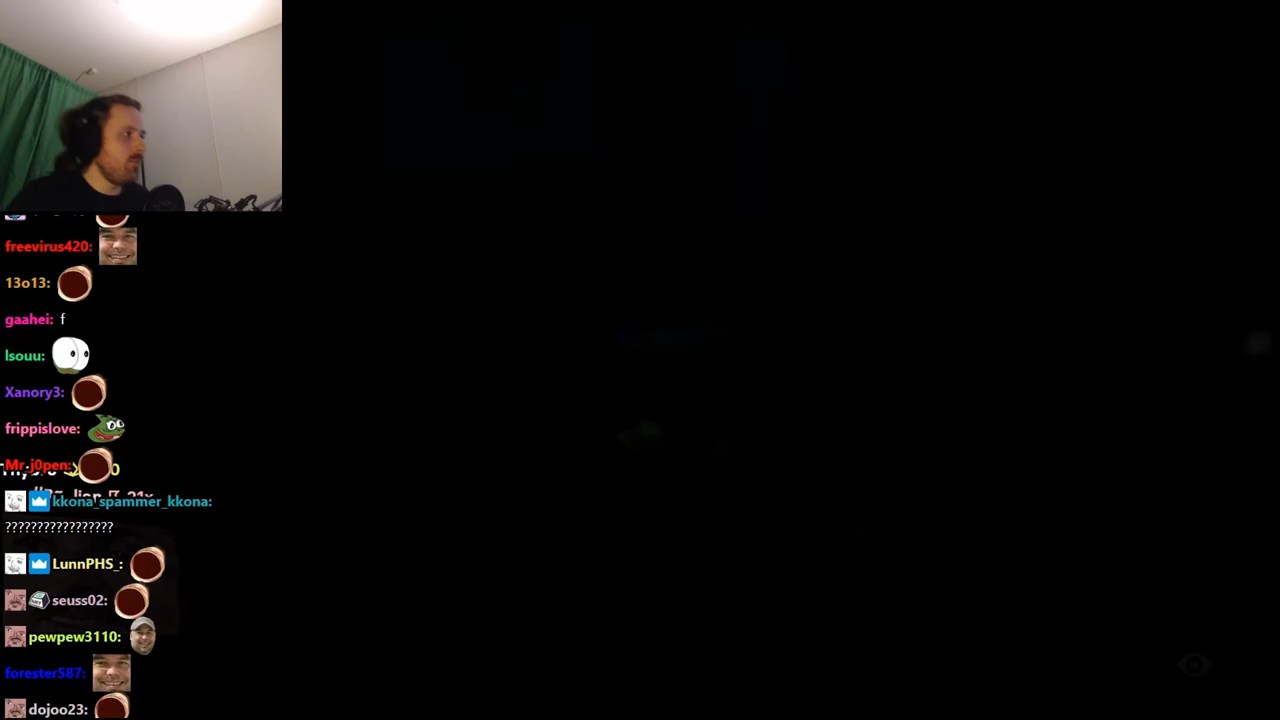 freevirus420:
13o13:
gaahei: f
lsouu:
Xanory3:
frippislove:
Mr_j0pen:
kkona_spammer_kkona:
?????????????????
LunnPHS_:
seuss02:
pewpew3110:
forester587:
dojoo23: